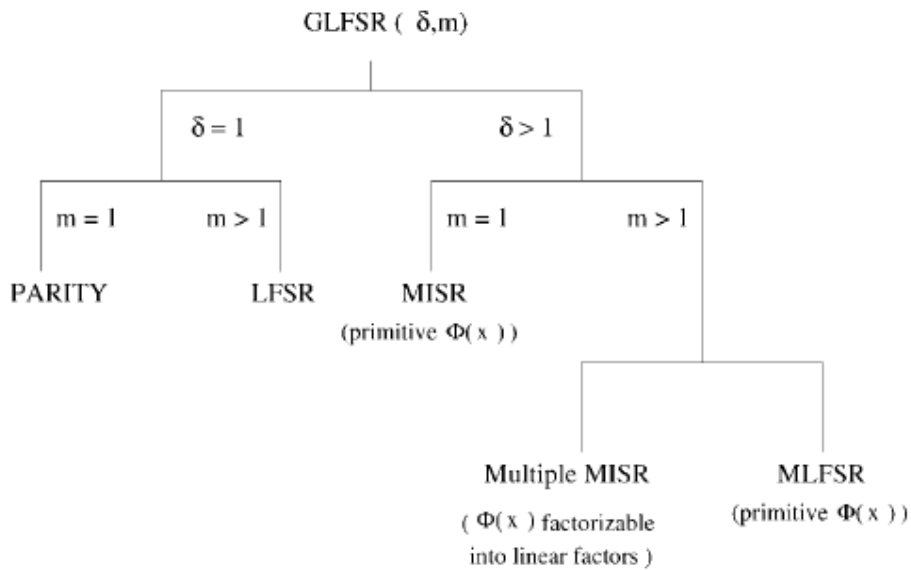 GLFSR ( δ,m)
δ = 1
δ > 1
m = 1
m > 1
m = 1
m > 1
PARITY
LFSR
MISR
(primitive Φ( x ) )
Multiple MISR
( Φ( x ) factorizable
into linear factors )
MLFSR
(primitive Φ( x ) )